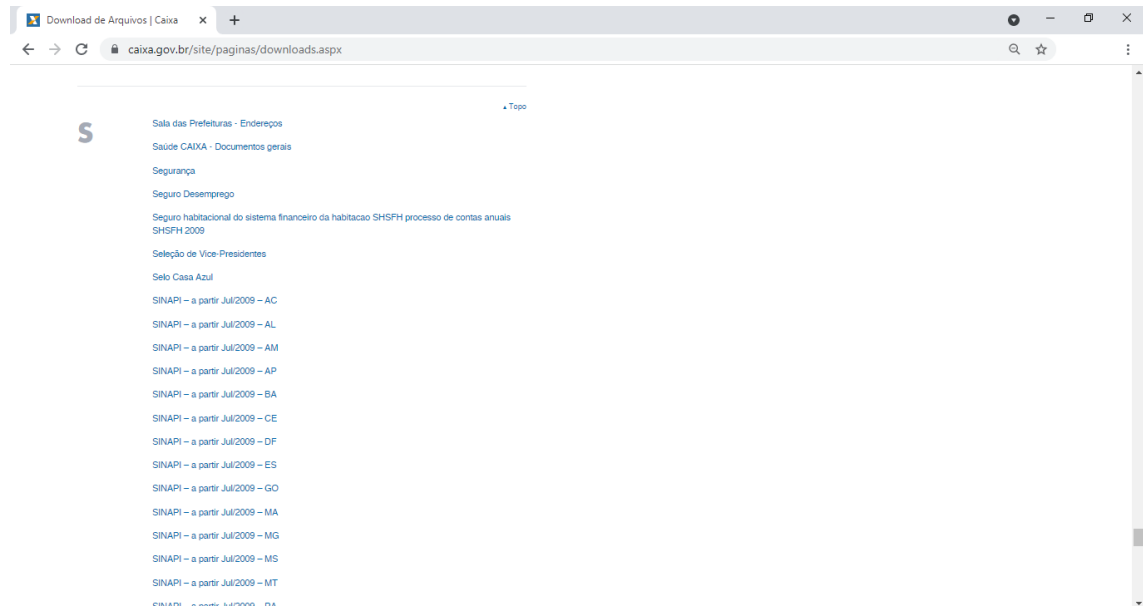 Download de Arquivos | Caixa
caixa.gov.br/site/paginas/downloads.aspx
Topo
S
Sala das Prefeituras - Endereços
Saúde CAIXA - Documentos gerais
Segurança
Seguro Desemprego
Seguro habitacional do sistema financeiro da habitacao SHSFH processo de contas anuais
SHSFH 2009
Seleção de Vice-Presidentes
Selo Casa Azul
SINAPI – a partir Jul/2009 – AC
SINAPI – a partir Jul/2009 – AL
SINAPI – a partir Jul/2009 – AM
SINAPI – a partir Jul/2009 – AP
SINAPI – a partir Jul/2009 – BA
SINAPI – a partir Jul/2009 – CE
SINAPI – a partir Jul/2009 – DF
SINAPI – a partir Jul/2009 – ES
SINAPI – a partir Jul/2009 – GO
SINAPI – a partir Jul/2009 – MA
SINAPI – a partir Jul/2009 – MG
SINAPI – a partir Jul/2009 – MS
SINAPI – a partir Jul/2009 – MT
SINAPI – a partir Jul/2009 – PA